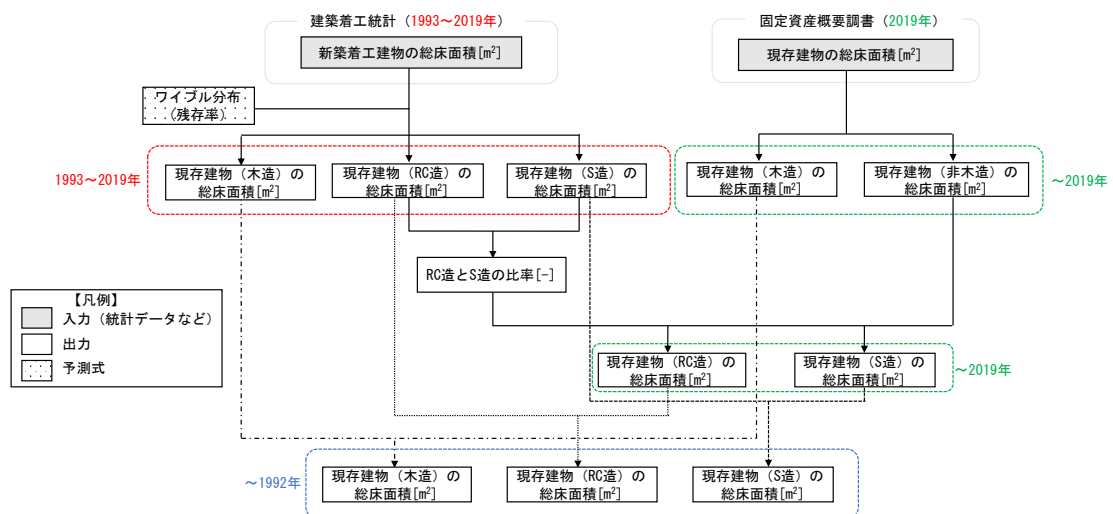 建築着工統計（1993～2019年）
新築着工建物の総床面積[m²]
固定資産概要調書（2019年）
現存建物の総床面積[m²]
ワイブル分布
（残存率）
1993～2019年
現存建物（木造）の
総床面積[m²]
現存建物（RC造）の
総床面積[m²]
現存建物（S造）の
総床面積[m²]
現存建物（木造）の
総床面積[m²]
現存建物（非木造）の
総床面積[m²]
～2019年
RC造とS造の比率[-]
【凡例】
入力（統計データなど）
出力
予測式
現存建物（RC造）の
総床面積[m²]
現存建物（S造）の
総床面積[m²]
～2019年
～1992年
現存建物（木造）の
総床面積[m²]
現存建物（RC造）の
総床面積[m²]
現存建物（S造）の
総床面積[m²]